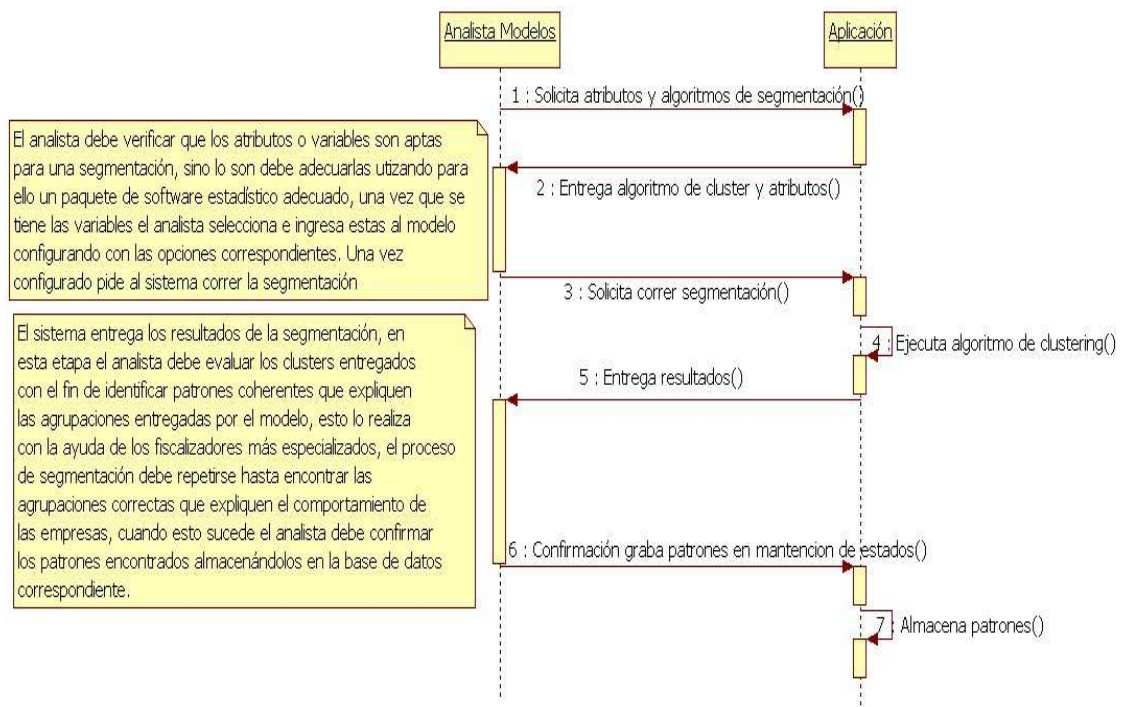 Analista Modelos
Aplicación
1 : Solicita atributos y algoritmos de segmentación()
El analista debe verificar que los atributos o variables son aptas
para una segmentación, sino lo son debe adecuarlas utizando para
ello un paquete de software estadístico adecuado, una vez que se
tiene las variables el analista selecciona e ingresa estas al modelo
configurando con las opciones correspondientes. Una vez
configurado pide al sistema correr la segmentación
2 : Entrega algoritmo de cluster y atributos()
3 : Solicita correr segmentación()
El sistema entrega los resultados de la segmentación, en
esta etapa el analista debe evaluar los clusters entregados
con el fin de identificar patrones coherentes que expliquen
las agrupaciones entregadas por el modelo, esto lo realiza
con la ayuda de los fiscalizadores más especializados, el proceso
de segmentación debe repetirse hasta encontrar las
agrupaciones correctas que expliquen el comportamiento de
las empresas, cuando esto sucede el analista debe confirmar
los patrones encontrados almacenándolos en la base de datos
correspondiente.
4 : Ejecuta algoritmo de clustering()
5 : Entrega resultados()
6 : Confirmación graba patrones en mantencion de estados()
7 : Almacena patrones()